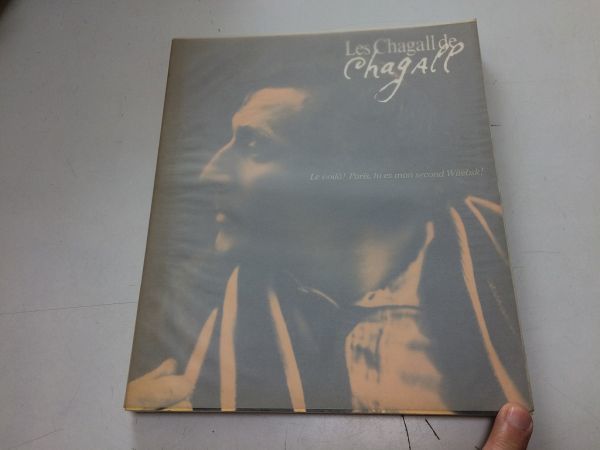 Les Chagall de
Chagall
Le voilà! Paris, tu es mon second Witebsk!